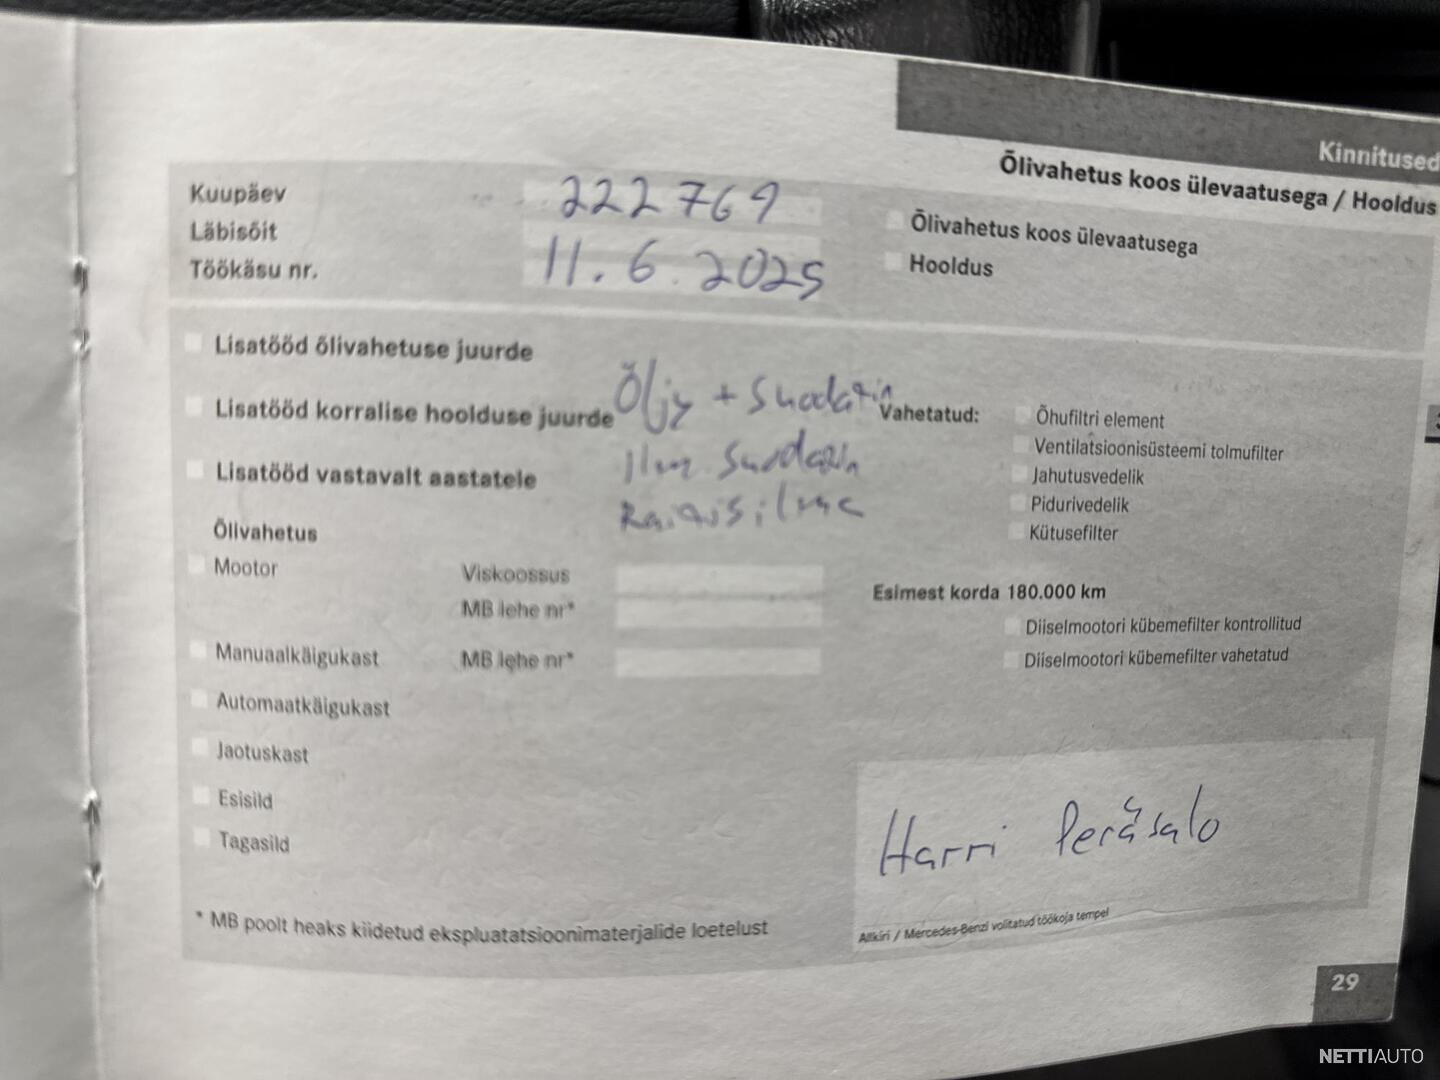 Kinnitused
Õlivahetus koos ülevaatusega / Hooldus
Kuupäev 222769
Läbisõit
Töökäsu nr. 11.6.2025
Õlivahetus koos ülevaatusega
Hooldus
Lisatööd õlivahetuse juurde
Lisatööd korralise hoolduse juurde
Lisatööd vastavalt aastatele
Õljy + suodatin
ilm. suodatin
Raitisilma
Vahetatud:
Õhufiltri element
Ventilatsioonisüsteemi tolmufilter
Jahutusvedelik
Pidurivedelik
Kütusefilter
Õlivahetus
Mootor Viskoossus
MB lehe nr*
Manuaalkäigukast MB lehe nr*
Automaatkäigukast
Jaotuskast
Esisild
Tagasild
Esimest korda 180.000 km
Diiselmootori kübemefilter kontrollitud
Diiselmootori kübemefilter vahetatud
Harri Peräsalo
Allkiri / Mercedes-Benzi volitatud töökoja tempel
* MB poolt heaks kiidetud ekspluatatsioonimaterjalide loetelust
29
NETTIAUTO